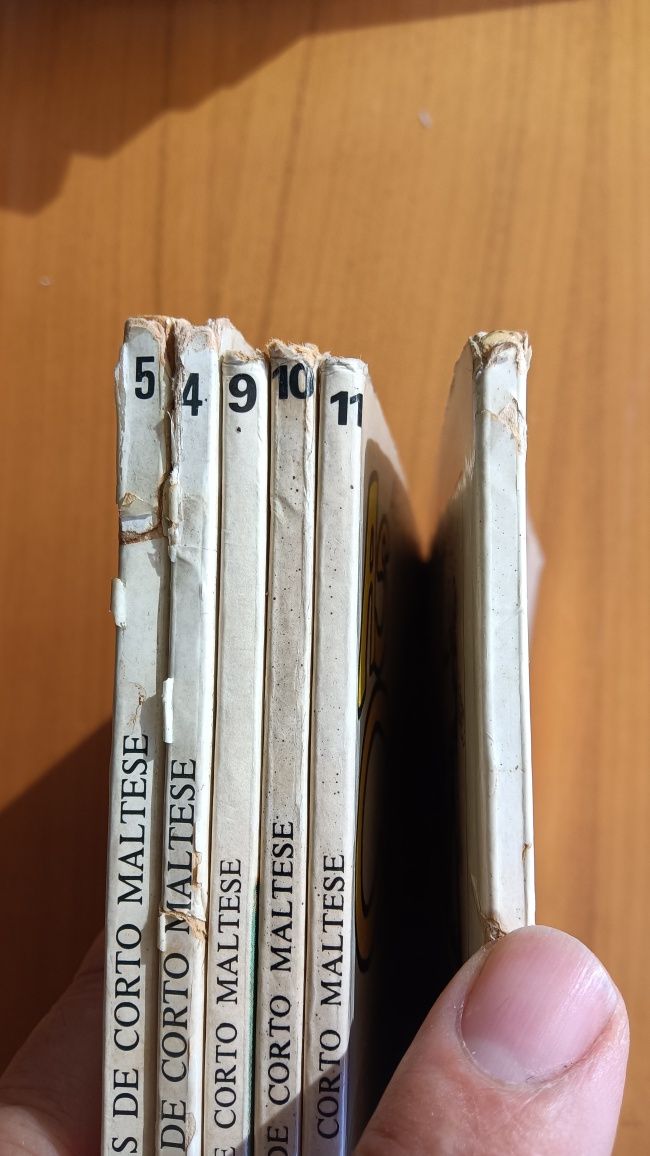 5
S DE CORTO MALTESE
4
DE CORTO MALTESE
9
E CORTO MALTESE
10
DE CORTO MALTESE
11
CORTO MALTESE